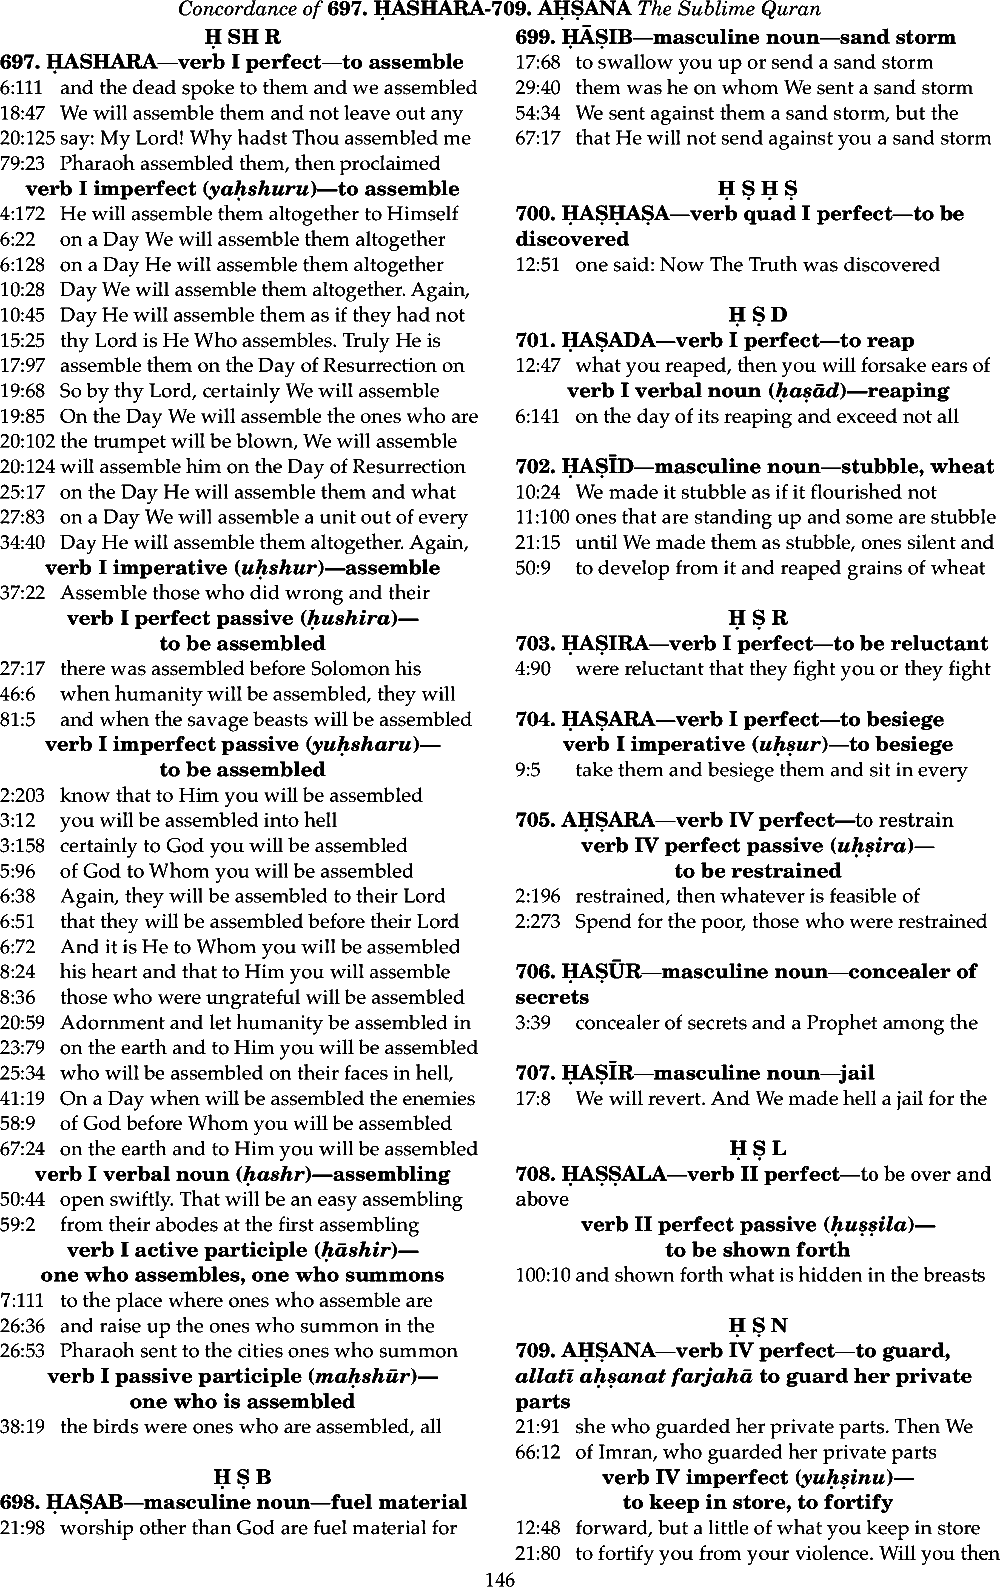 Concordance of 697. ḤASHARA-709. AḤṢANA The Sublime Quran
Ḥ SH R
697. ḤASHARA—verb I perfect—to assemble
6:111 and the dead spoke to them and we assembled
18:47 We will assemble them and not leave out any
20:125 say: My Lord! Why hadst Thou assembled me
79:23 Pharaoh assembled them, then proclaimed
verb I imperfect (yaḥshuru)—to assemble
4:172 He will assemble them altogether to Himself
6:22 on a Day We will assemble them altogether
6:128 on a Day He will assemble them altogether
10:28 Day We will assemble them altogether. Again,
10:45 Day He will assemble them as if they had not
15:25 thy Lord is He Who assembles. Truly He is
17:97 assemble them on the Day of Resurrection on
19:68 So by thy Lord, certainly We will assemble
19:85 On the Day We will assemble the ones who are
20:102 the trumpet will be blown, We will assemble
20:124 will assemble him on the Day of Resurrection
25:17 on the Day He will assemble them and what
27:83 on a Day We will assemble a unit out of every
34:40 Day He will assemble them altogether. Again,
verb I imperative (uḥshur)—assemble
37:22 Assemble those who did wrong and their
verb I perfect passive (ḥushira)—
to be assembled
27:17 there was assembled before Solomon his
46:6 when humanity will be assembled, they will
81:5 and when the savage beasts will be assembled
verb I imperfect passive (yuḥsharu)—
to be assembled
2:203 know that to Him you will be assembled
3:12 you will be assembled into hell
3:158 certainly to God you will be assembled
5:96 of God to Whom you will be assembled
6:38 Again, they will be assembled to their Lord
6:51 that they will be assembled before their Lord
6:72 And it is He to Whom you will be assembled
8:24 his heart and that to Him you will assemble
8:36 those who were ungrateful will be assembled
20:59 Adornment and let humanity be assembled in
23:79 on the earth and to Him you will be assembled
25:34 who will be assembled on their faces in hell,
41:19 On a Day when will be assembled the enemies
58:9 of God before Whom you will be assembled
67:24 on the earth and to Him you will be assembled
verb I verbal noun (ḥashr)—assembling
50:44 open swiftly. That will be an easy assembling
59:2 from their abodes at the first assembling
verb I active participle (ḥāshir)—
one who assembles, one who summons
7:111 to the place where ones who assemble are
26:36 and raise up the ones who summon in the
26:53 Pharaoh sent to the cities ones who summon
verb I passive participle (maḥshūr)—
one who is assembled
38:19 the birds were ones who are assembled, all
Ḥ Ṣ B
698. ḤAṢAB—masculine noun—fuel material
21:98 worship other than God are fuel material for
699. ḤĀṢIB—masculine noun—sand storm
17:68 to swallow you up or send a sand storm
29:40 them was he on whom We sent a sand storm
54:34 We sent against them a sand storm, but the
67:17 that He will not send against you a sand storm
Ḥ Ṣ Ḥ Ṣ
700. ḤAṢḤAṢA—verb quad I perfect—to be
discovered
12:51 one said: Now The Truth was discovered
Ḥ Ṣ D
701. ḤAṢADA—verb I perfect—to reap
12:47 what you reaped, then you will forsake ears of
verb I verbal noun (ḥaṣād)—reaping
6:141 on the day of its reaping and exceed not all
702. ḤAṢĪD—masculine noun—stubble, wheat
10:24 We made it stubble as if it flourished not
11:100 ones that are standing up and some are stubble
21:15 until We made them as stubble, ones silent and
50:9 to develop from it and reaped grains of wheat
Ḥ Ṣ R
703. ḤAṢIRA—verb I perfect—to be reluctant
4:90 were reluctant that they fight you or they fight
704. ḤAṢARA—verb I perfect—to besiege
verb I imperative (uḥṣur)—to besiege
9:5 take them and besiege them and sit in every
705. AḤṢARA—verb IV perfect—to restrain
verb IV perfect passive (uḥṣira)—
to be restrained
2:196 restrained, then whatever is feasible of
2:273 Spend for the poor, those who were restrained
706. ḤAṢŪR—masculine noun—concealer of
secrets
3:39 concealer of secrets and a Prophet among the
707. ḤAṢĪR—masculine noun—jail
17:8 We will revert. And We made hell a jail for the
Ḥ Ṣ L
708. ḤAṢṢALA—verb II perfect—to be over and
above
verb II perfect passive (ḥuṣṣila)—
to be shown forth
100:10 and shown forth what is hidden in the breasts
Ḥ Ṣ N
709. AḤṢANA—verb IV perfect—to guard,
allatī aḥṣanat farjahā to guard her private
parts
21:91 she who guarded her private parts. Then We
66:12 of Imran, who guarded her private parts
verb IV imperfect (yuḥṣinu)—
to keep in store, to fortify
12:48 forward, but a little of what you keep in store
21:80 to fortify you from your violence. Will you then
146